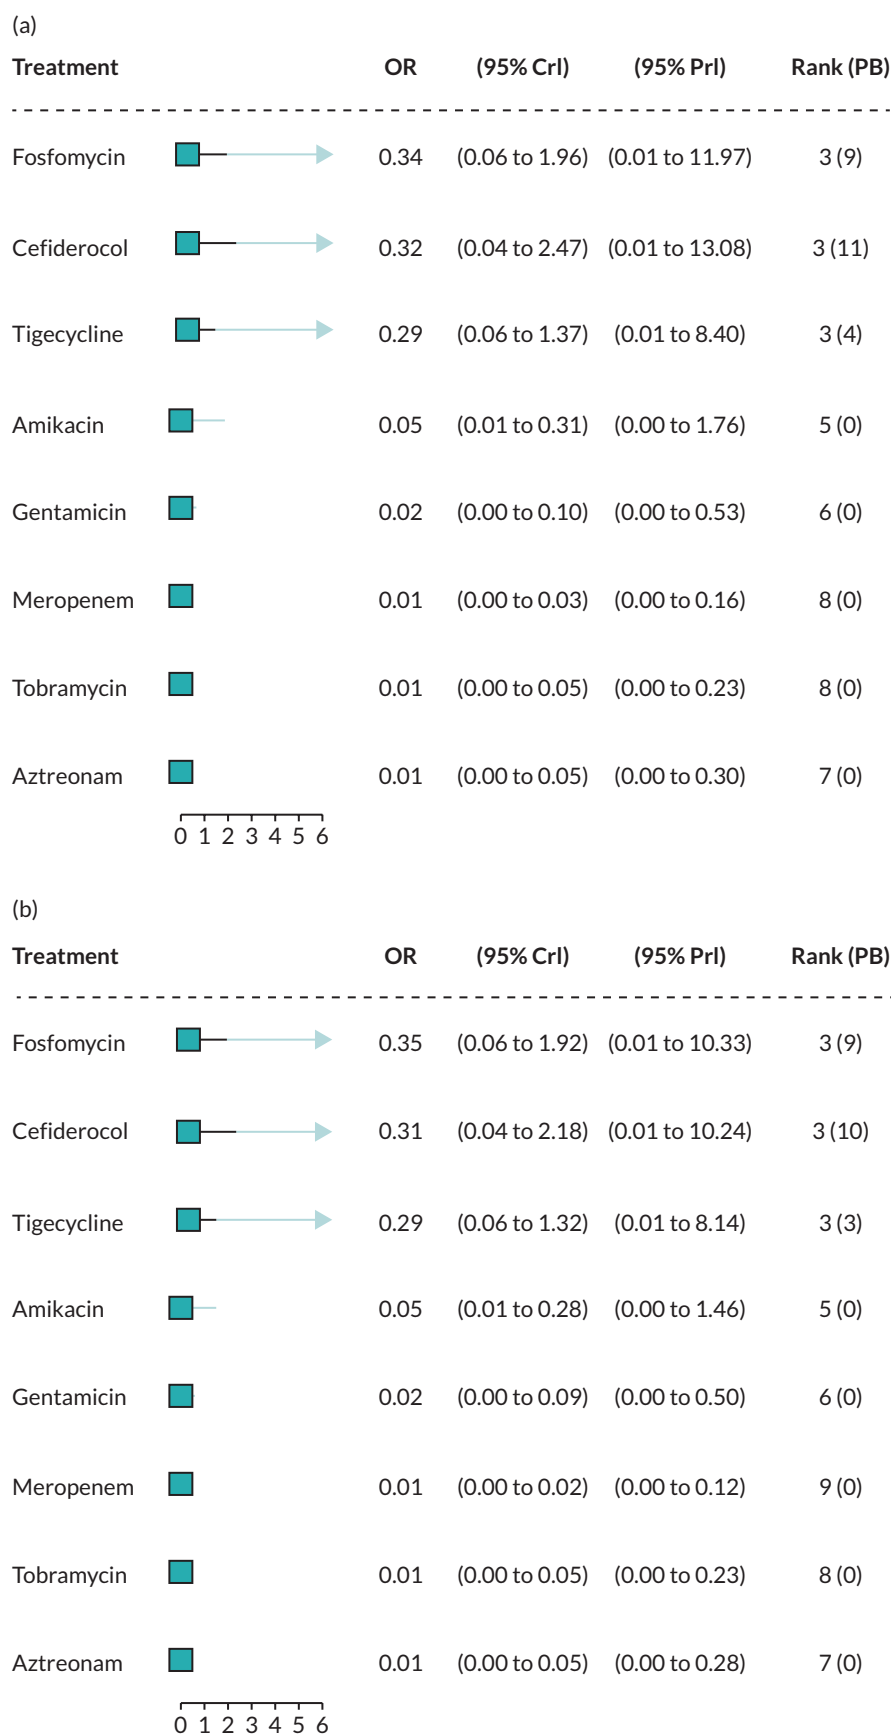 (a)
Treatment OR (95% CrI) (95% PrI) Rank (PB)
Fosfomycin 0.34 (0.06 to 1.96) (0.01 to 11.97) 3 (9)
Cefiderocol 0.32 (0.04 to 2.47) (0.01 to 13.08) 3 (11)
Tigecycline 0.29 (0.06 to 1.37) (0.01 to 8.40) 3 (4)
Amikacin 0.05 (0.01 to 0.31) (0.00 to 1.76) 5 (0)
Gentamicin 0.02 (0.00 to 0.10) (0.00 to 0.53) 6 (0)
Meropenem 0.01 (0.00 to 0.03) (0.00 to 0.16) 8 (0)
Tobramycin 0.01 (0.00 to 0.05) (0.00 to 0.23) 8 (0)
Aztreonam 0.01 (0.00 to 0.05) (0.00 to 0.30) 7 (0)
0 1 2 3 4 5 6
(b)
Treatment OR (95% CrI) (95% PrI) Rank (PB)
Fosfomycin 0.35 (0.06 to 1.92) (0.01 to 10.33) 3 (9)
Cefiderocol 0.31 (0.04 to 2.18) (0.01 to 10.24) 3 (10)
Tigecycline 0.29 (0.06 to 1.32) (0.01 to 8.14) 3 (3)
Amikacin 0.05 (0.01 to 0.28) (0.00 to 1.46) 5 (0)
Gentamicin 0.02 (0.00 to 0.09) (0.00 to 0.50) 6 (0)
Meropenem 0.01 (0.00 to 0.02) (0.00 to 0.12) 9 (0)
Tobramycin 0.01 (0.00 to 0.05) (0.00 to 0.23) 8 (0)
Aztreonam 0.01 (0.00 to 0.05) (0.00 to 0.28) 7 (0)
0 1 2 3 4 5 6